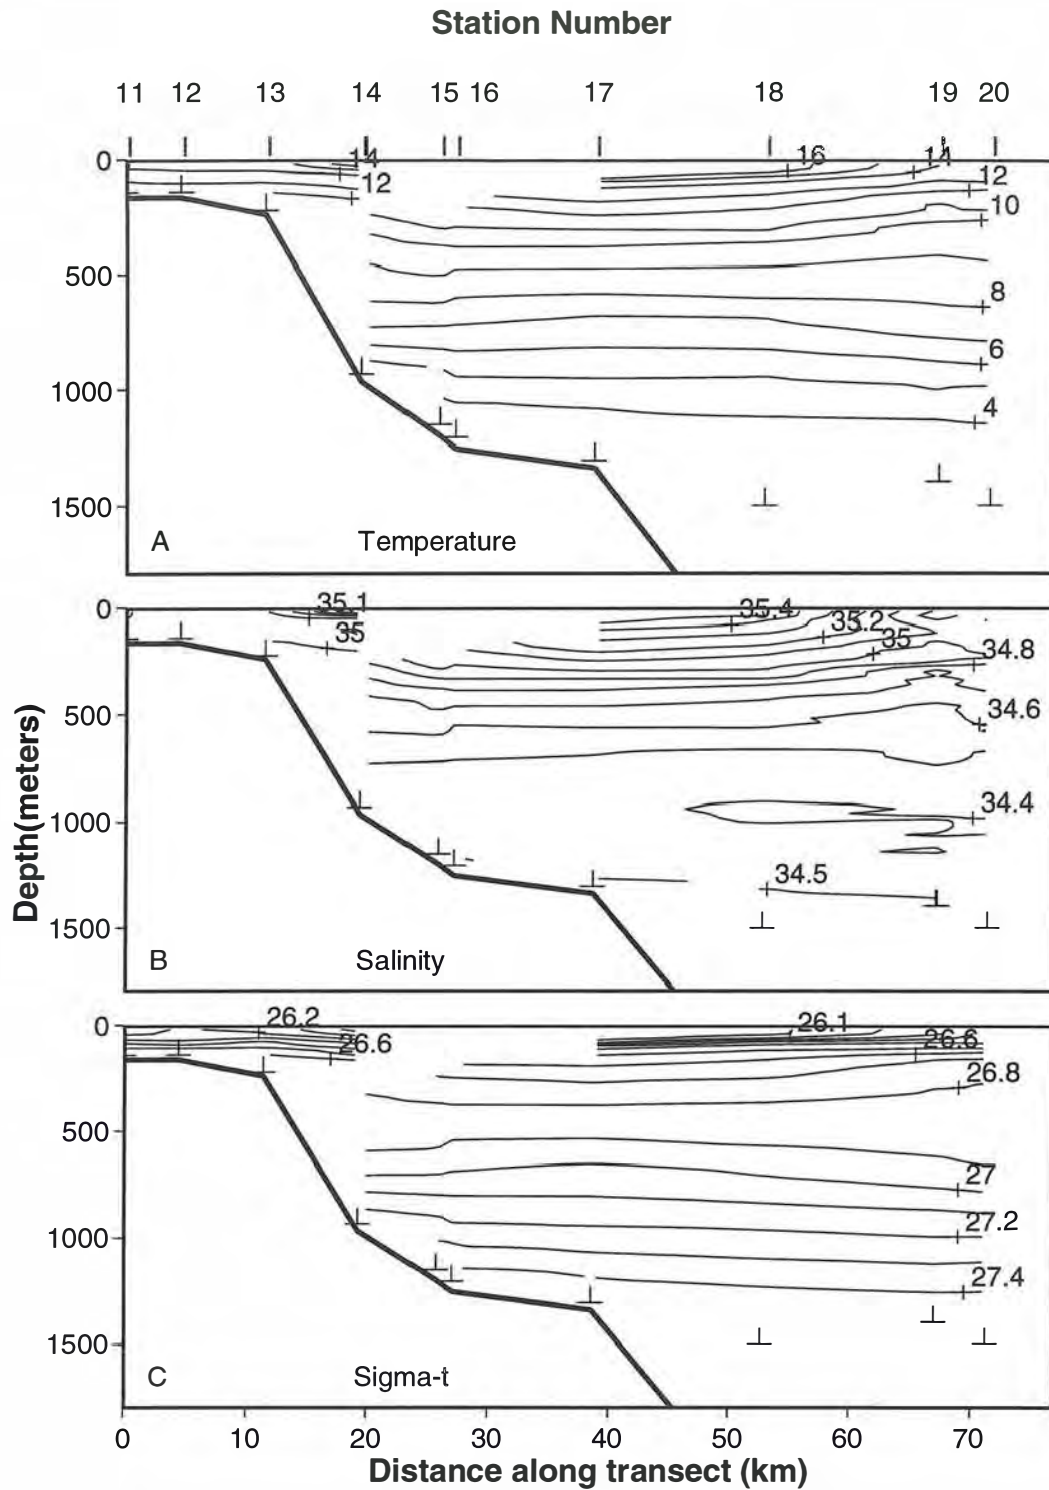 Station Number
11 12 13 14 15 16 17 18 19 20
0 14 16 14 12
12
10
500
8
6
1000
4
1500
A Temperature
0 35.1 35.4 35.2
35 35 34.8
500 34.6
34.4
1000
34.5
1500
B Salinity
0 26.2 26.1 26.6
26.6
26.8
500
27
1000 27.2
27.4
1500
C Sigma-t
Depth(meters)
0 10 20 30 40 50 60 70
Distance along transect (km)